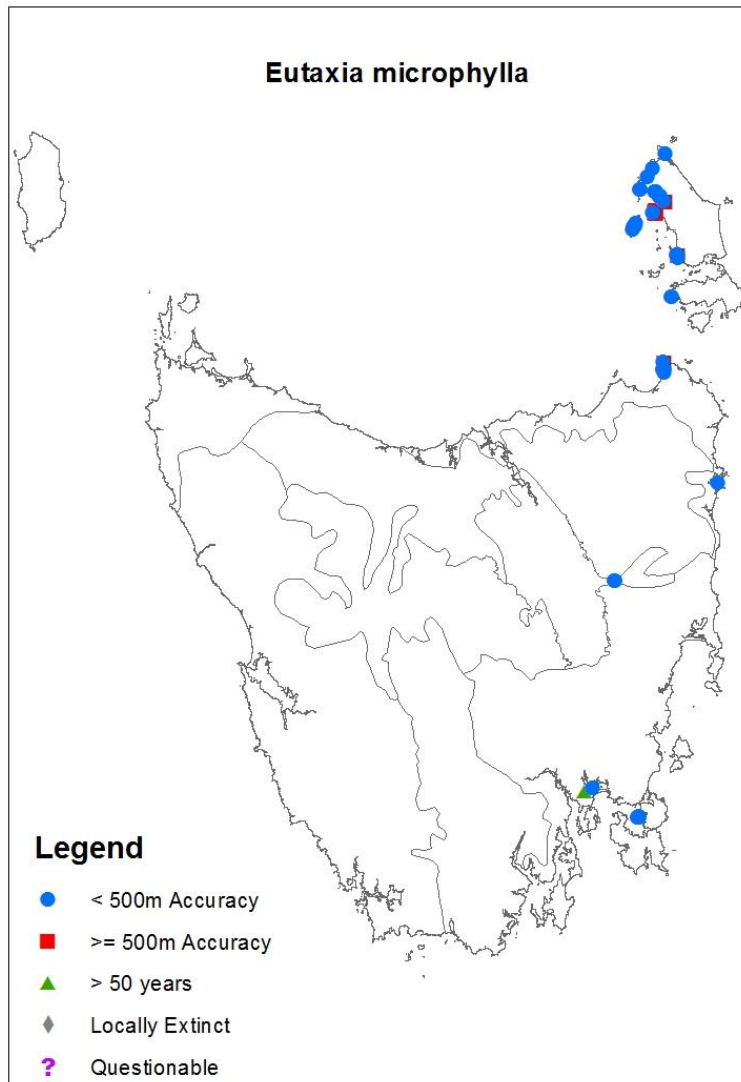 Eutaxia microphylla
Legend
< 500m Accuracy
>= 500m Accuracy
> 50 years
Locally Extinct
? Questionable